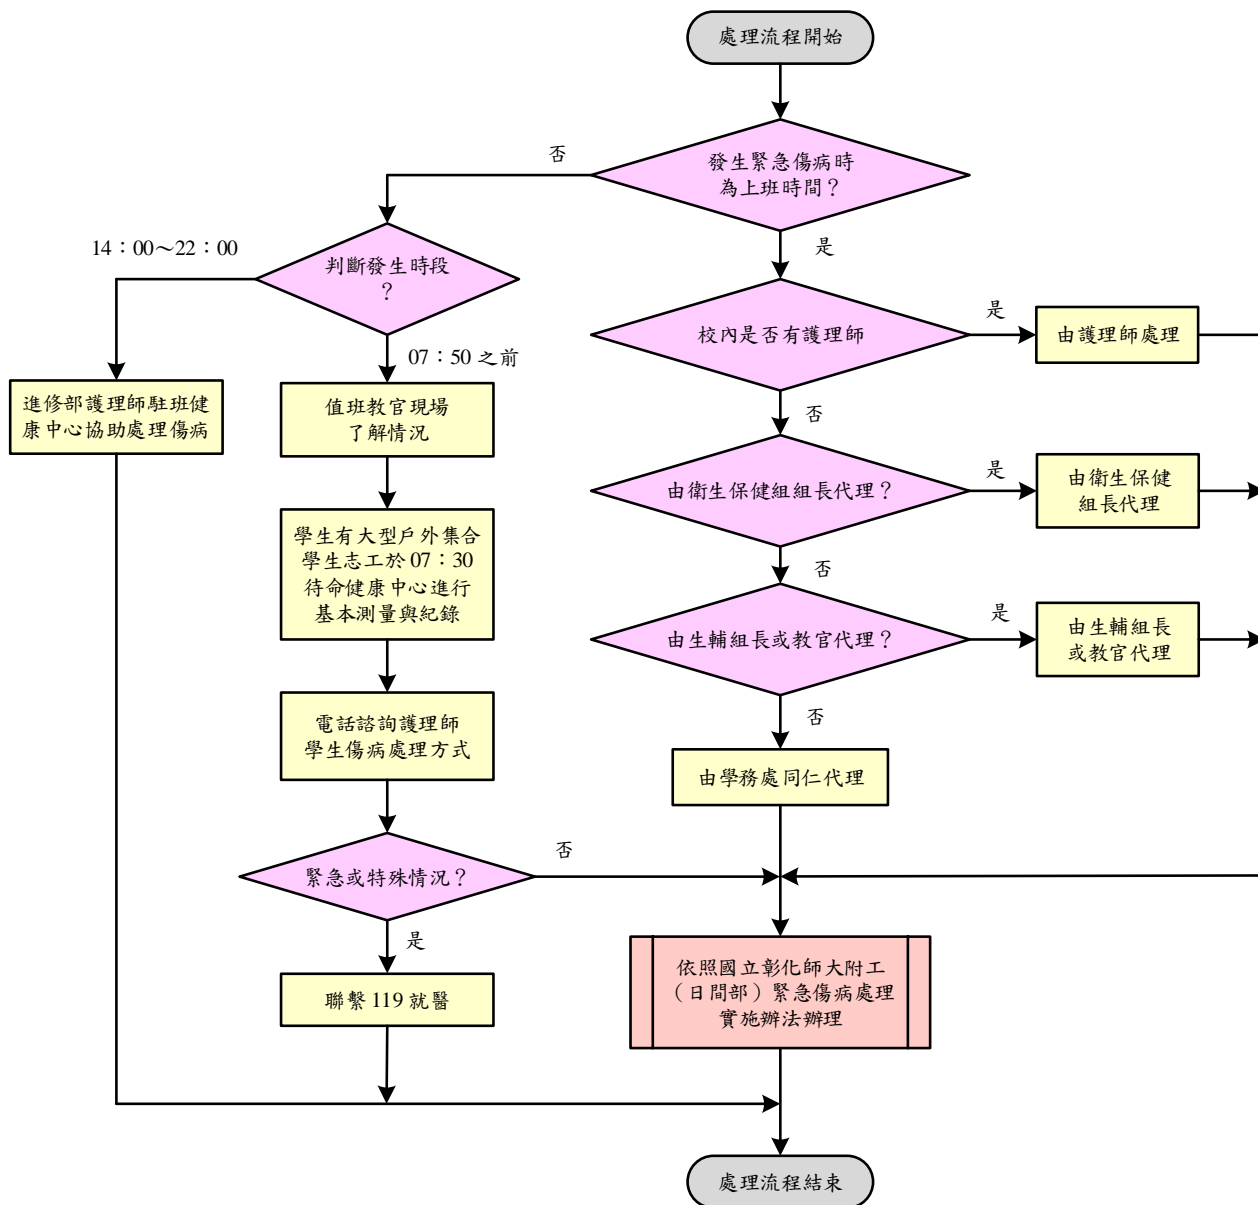 處理流程開始
否
發生緊急傷病時
為上班時間？
14：00～22：00
判斷發生時段
？
是
校內是否有護理師
是
由護理師處理
07：50 之前
進修部護理師駐班健
康中心協助處理傷病
值班教官現場
了解情況
否
由衛生保健組組長代理？
是
由衛生保健
組長代理
學生有大型戶外集合
學生志工於 07：30
待命健康中心進行
基本測量與紀錄
否
由生輔組長或教官代理？
是
由生輔組長
或教官代理
電話諮詢護理師
學生傷病處理方式
否
由學務處同仁代理
緊急或特殊情況？
否
是
聯繫 119 就醫
依照國立彰化師大附工
（日間部）緊急傷病處理
實施辦法辦理
處理流程結束